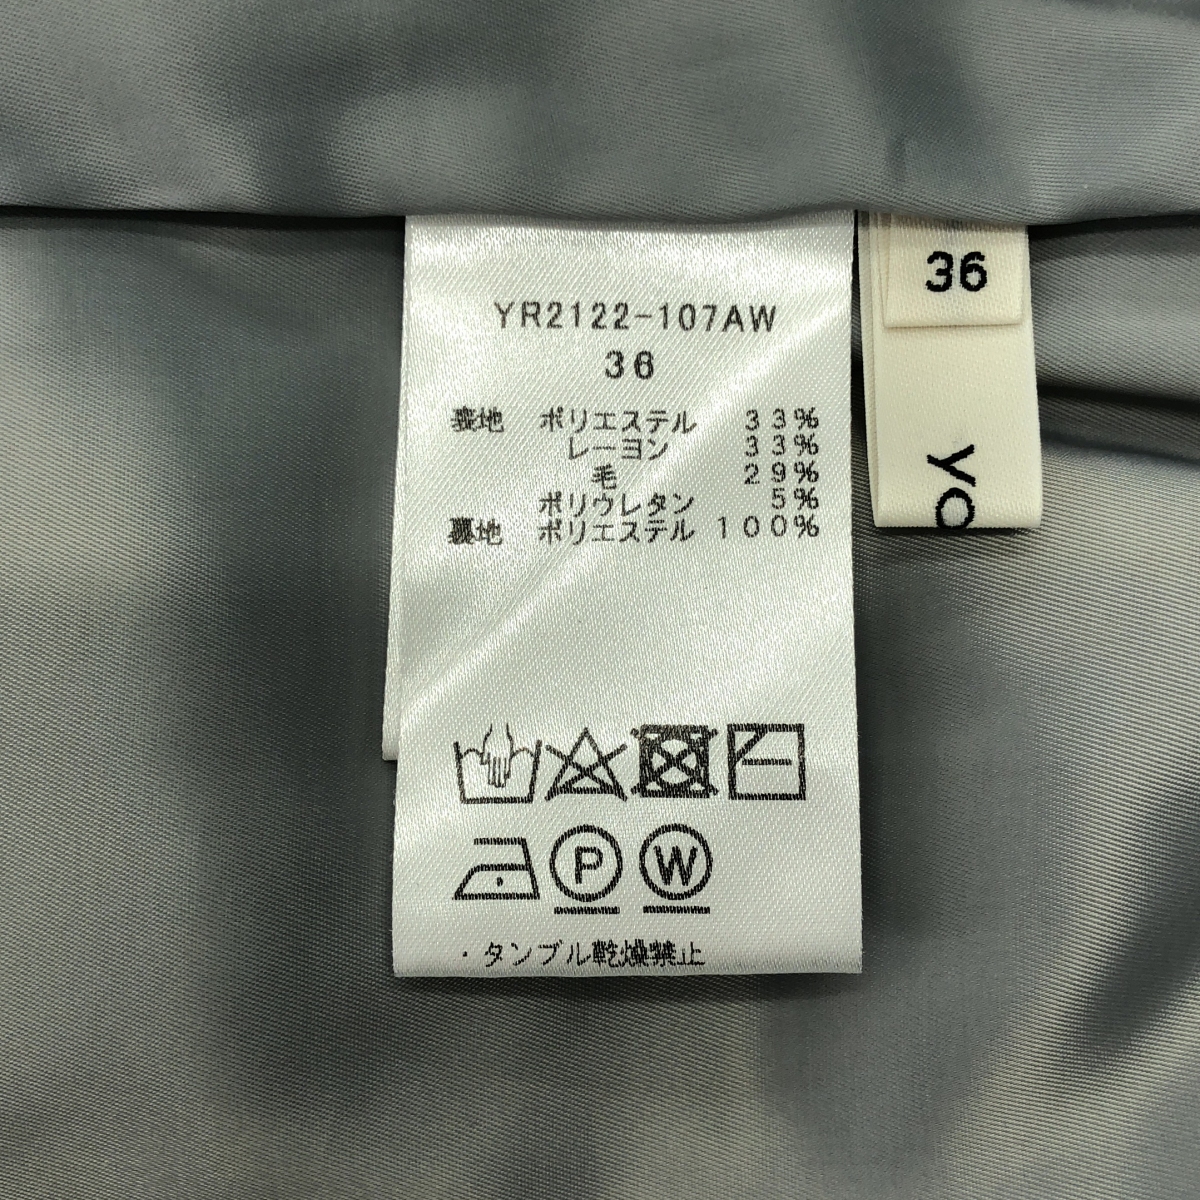 YR2122-107AW
36
表地 ポリエステル 33%
レーヨン 33%
毛 29%
ポリウレタン 5%
裏地 ポリエステル 100%
P W
・タンブル乾燥禁止
36
yo